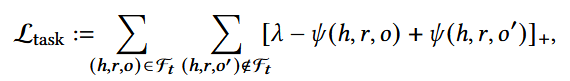 ℒ_task := ∑_{(h,r,o)∈ℱ_t} ∑_{(h,r,o′)∉ℱ_t} [λ − ψ(h, r, o) + ψ(h, r, o′)]_+,